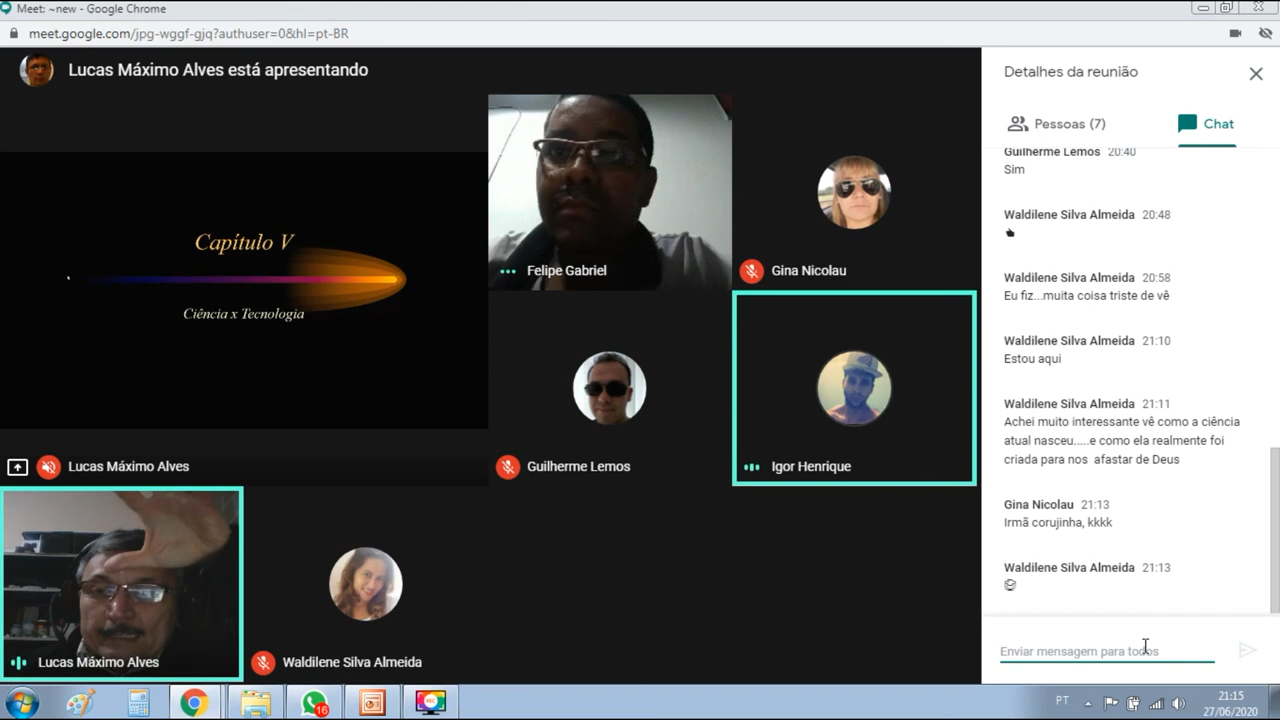 Meet: ~new - Google Chrome
meet.google.com/jpg-wggf-gjq?authuser=0&hl=pt-BR
Lucas Máximo Alves está apresentando
Capítulo V
Ciência x Tecnologia
Lucas Máximo Alves
Felipe Gabriel
Gina Nicolau
Guilherme Lemos
Igor Henrique
Lucas Máximo Alves
Waldilene Silva Almeida
Detalhes da reunião
Pessoas (7)
Chat
Guilherme Lemos 20:40
Sim
Waldilene Silva Almeida 20:48
Waldilene Silva Almeida 20:58
Eu fiz...muita coisa triste de vê
Waldilene Silva Almeida 21:10
Estou aqui
Waldilene Silva Almeida 21:11
Achei muito interessante vê como a ciência
atual nasceu.....e como ela realmente foi
criada para nos afastar de Deus
Gina Nicolau 21:13
Irmã corujinha, kkkk
Waldilene Silva Almeida 21:13
Enviar mensagem para todos
16
REC
PT
21:15
27/06/2020